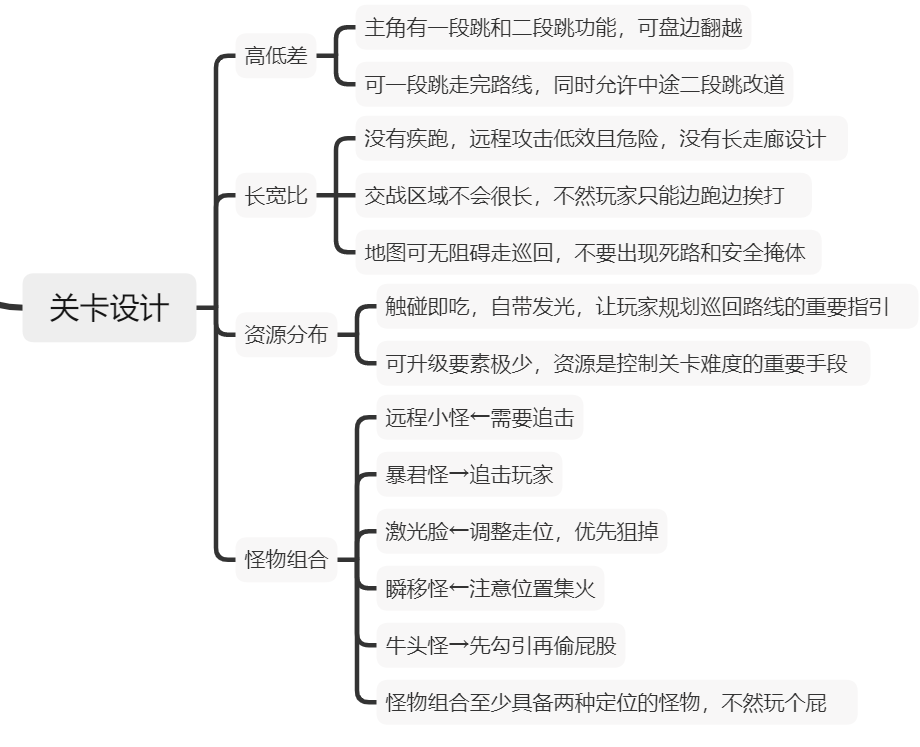 关卡设计
高低差
主角有一段跳和二段跳功能，可盘边翻越
可一段跳走完路线，同时允许中途二段跳改道
长宽比
没有疾跑，远程攻击低效且危险，没有长走廊设计
交战区域不会很长，不然玩家只能边跑边挨打
地图可无阻碍走巡回，不要出现死路和安全掩体
资源分布
触碰即吃，自带发光，让玩家规划巡回路线的重要指引
可升级要素极少，资源是控制关卡难度的重要手段
怪物组合
远程小怪←需要追击
暴君怪→追击玩家
激光脸←调整走位，优先狙掉
瞬移怪←注意位置集火
牛头怪→先勾引再偷屁股
怪物组合至少具备两种定位的怪物，不然玩个屁